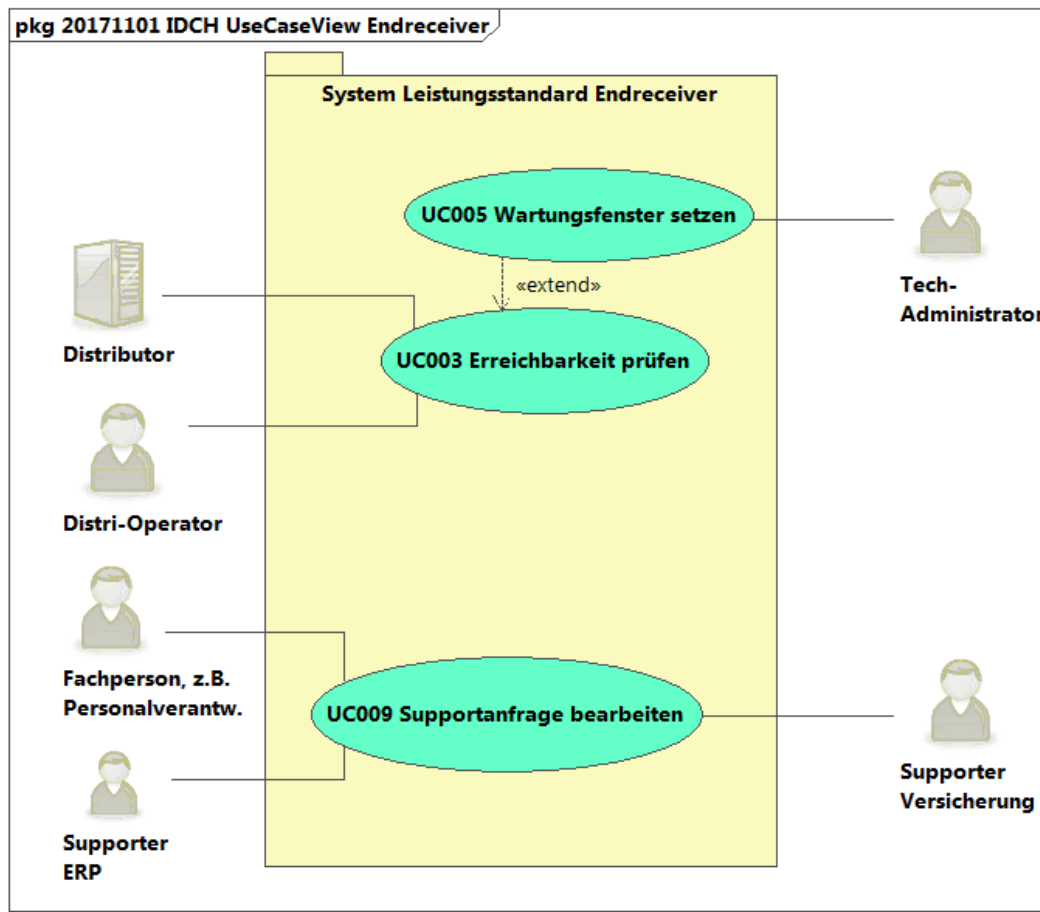 pkg 20171101 IDCH UseCaseView Endreceiver
System Leistungsstandard Endreceiver
UC005 Wartungsfenster setzen
«extend»
Tech-
Administrator
Distributor
UC003 Erreichbarkeit prüfen
Distri-Operator
Fachperson, z.B.
Personalverantw.
UC009 Supportanfrage bearbeiten
Supporter
Versicherung
Supporter
ERP